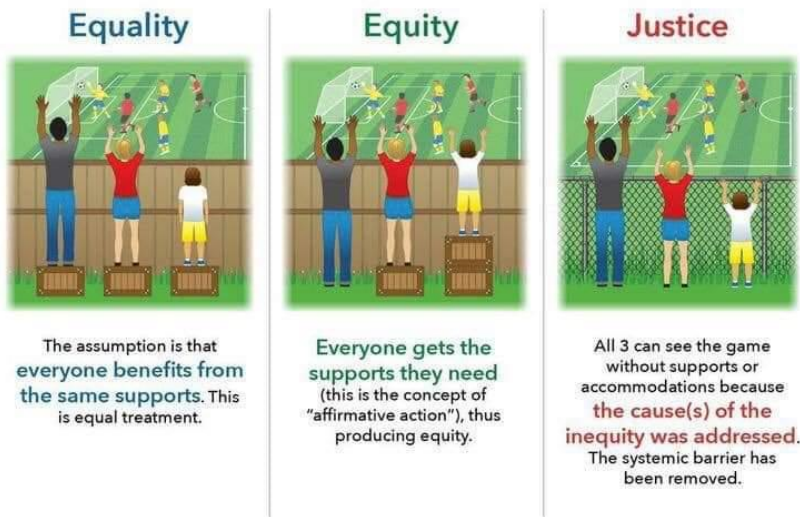 Equality
The assumption is that
everyone benefits from
the same supports. This
is equal treatment.
Equity
Everyone gets the
supports they need
(this is the concept of
"affirmative action"), thus
producing equity.
Justice
All 3 can see the game
without supports or
accommodations because
the cause(s) of the
inequity was addressed.
The systemic barrier has
been removed.